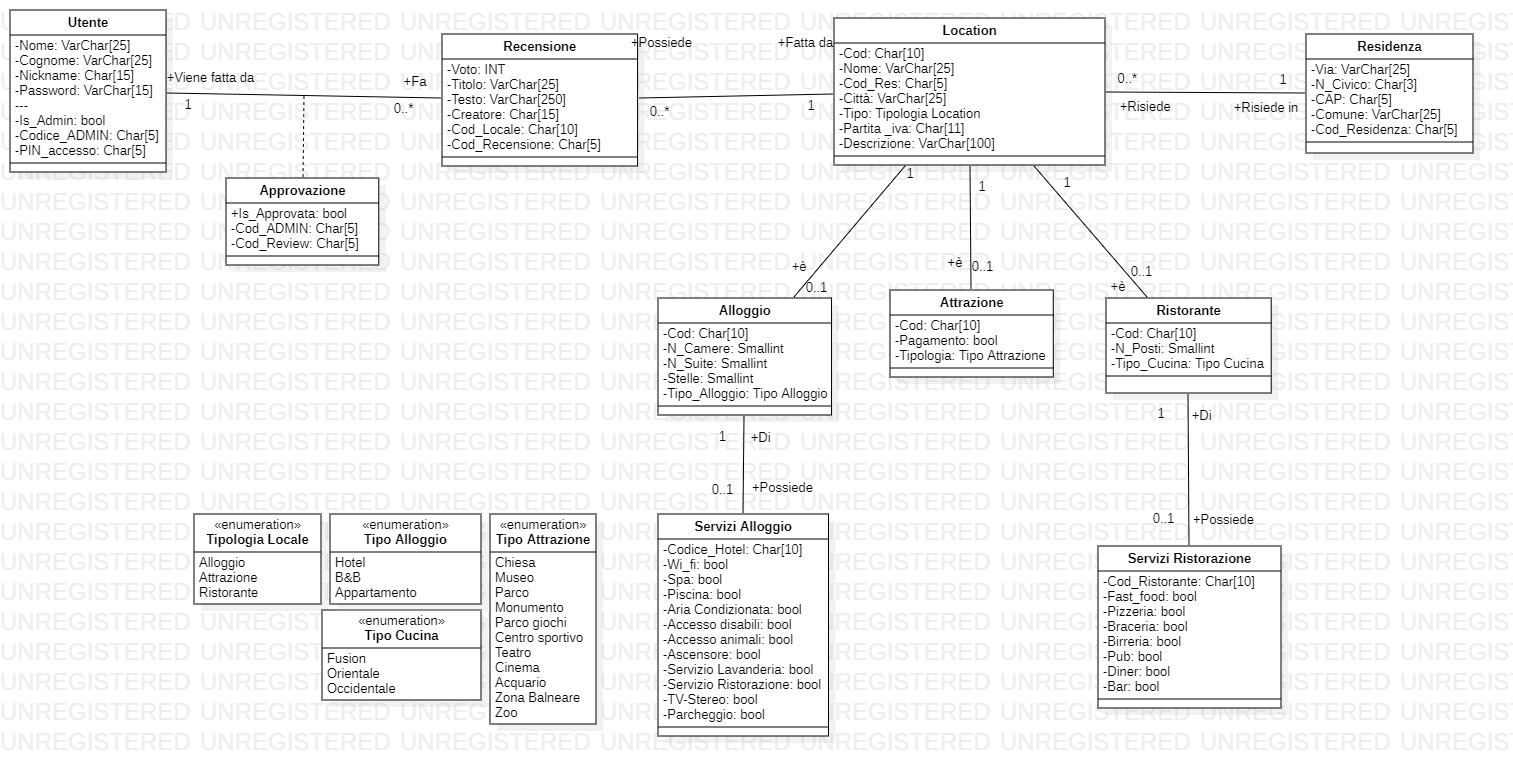 Utente
-Nome: VarChar[25]
-Cognome: VarChar[25]
-Nickname: Char[15]
-Password: VarChar[15]
---
-Is_Admin: bool
-Codice_ADMIN: Char[5]
-PIN_accesso: Char[5]
+Viene fatta da
1
+Fa
0..*
Approvazione
+Is_Approvata: bool
-Cod_ADMIN: Char[5]
-Cod_Review: Char[5]
Recensione
-Voto: INT
-Titolo: VarChar[25]
-Testo: VarChar[250]
-Creatore: Char[15]
-Cod_Locale: Char[10]
-Cod_Recensione: Char[5]
+Possiede
0..*
+Fatta da
1
Location
-Cod: Char[10]
-Nome: VarChar[25]
-Cod_Res: Char[5]
-Città: VarChar[25]
-Tipo: Tipologia Location
-Partita _iva: Char[11]
-Descrizione: VarChar[100]
0..*
+Risiede
1
+Risiede in
Residenza
-Via: VarChar[25]
-N_Civico: Char[3]
-CAP: Char[5]
-Comune: VarChar[25]
-Cod_Residenza: Char[5]
1
+è
0..1
1
+è
0..1
1
0..1
+è
Alloggio
-Cod: Char[10]
-N_Camere: Smallint
-N_Suite: Smallint
-Stelle: Smallint
-Tipo_Alloggio: Tipo Alloggio
Attrazione
-Cod: Char[10]
-Pagamento: bool
-Tipologia: Tipo Attrazione
Ristorante
-Cod: Char[10]
-N_Posti: Smallint
-Tipo_Cucina: Tipo Cucina
1
+Di
0..1
+Possiede
1
+Di
0..1
+Possiede
«enumeration»
Tipologia Locale
Alloggio
Attrazione
Ristorante
«enumeration»
Tipo Alloggio
Hotel
B&B
Appartamento
«enumeration»
Tipo Cucina
Fusion
Orientale
Occidentale
«enumeration»
Tipo Attrazione
Chiesa
Museo
Parco
Monumento
Parco giochi
Centro sportivo
Teatro
Cinema
Acquario
Zona Balneare
Zoo
Servizi Alloggio
-Codice_Hotel: Char[10]
-Wi_fi: bool
-Spa: bool
-Piscina: bool
-Aria Condizionata: bool
-Accesso disabili: bool
-Accesso animali: bool
-Ascensore: bool
-Servizio Lavanderia: bool
-Servizio Ristorazione: bool
-TV-Stereo: bool
-Parcheggio: bool
Servizi Ristorazione
-Cod_Ristorante: Char[10]
-Fast_food: bool
-Pizzeria: bool
-Braceria: bool
-Birreria: bool
-Pub: bool
-Diner: bool
-Bar: bool
UNREGISTERED